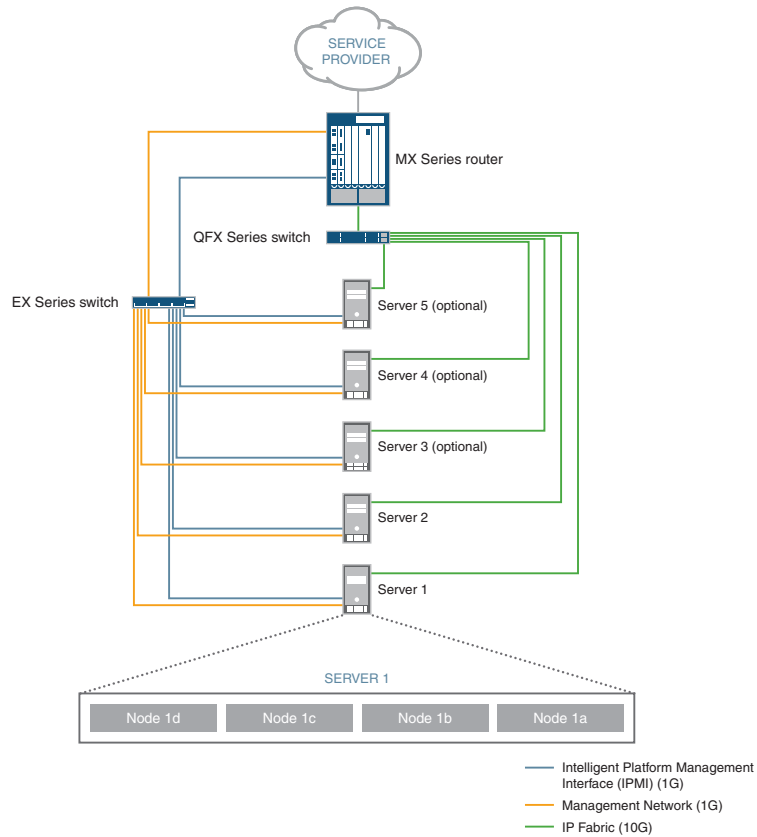 SERVICE
PROVIDER
MX Series router
QFX Series switch
EX Series switch
Server 5 (optional)
Server 4 (optional)
Server 3 (optional)
Server 2
Server 1
SERVER 1
Node 1d
Node 1c
Node 1b
Node 1a
Intelligent Platform Management
Interface (IPMI) (1G)
Management Network (1G)
IP Fabric (10G)